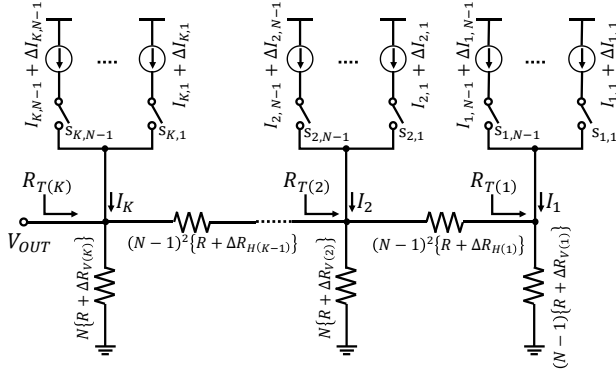 I_{K,N−1} + ΔI_{K,N−1}
I_{K,1} + ΔI_{K,1}
I_{2,N−1} + ΔI_{2,N−1}
I_{2,1} + ΔI_{2,1}
I_{1,N−1} + ΔI_{1,N−1}
I_{1,1} + ΔI_{1,1}
s_{K,N−1}
s_{K,1}
s_{2,N−1}
s_{2,1}
s_{1,N−1}
s_{1,1}
R_{T(K)}
I_K
R_{T(2)}
I_2
R_{T(1)}
I_1
V_{OUT}
(N−1)²{R + ΔR_{H(K−1)}}
(N−1)²{R + ΔR_{H(1)}}
N{R + ΔR_{V(K)}}
N{R + ΔR_{V(2)}}
(N−1){R + ΔR_{V(1)}}